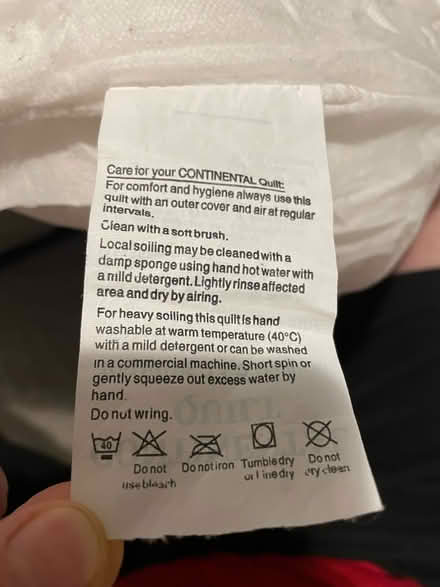 Care for your CONTINENTAL Quilt:
For comfort and hygiene always use this
quilt with an outer cover and air at regular
intervals.
Clean with a soft brush.
Local soiling may be cleaned with a
damp sponge using hand hot water with
a mild detergent. Lightly rinse affected
area and dry by airing.
For heavy soiling this quilt is hand
washable at warm temperature (40°C)
with a mild detergent or can be washed
in a commercial machine. Short spin or
gently squeeze out excess water by
hand.
Do not wring.
40
Do not
use bleach
Do not iron
Tumble dry
or line dry
Do not
dry clean